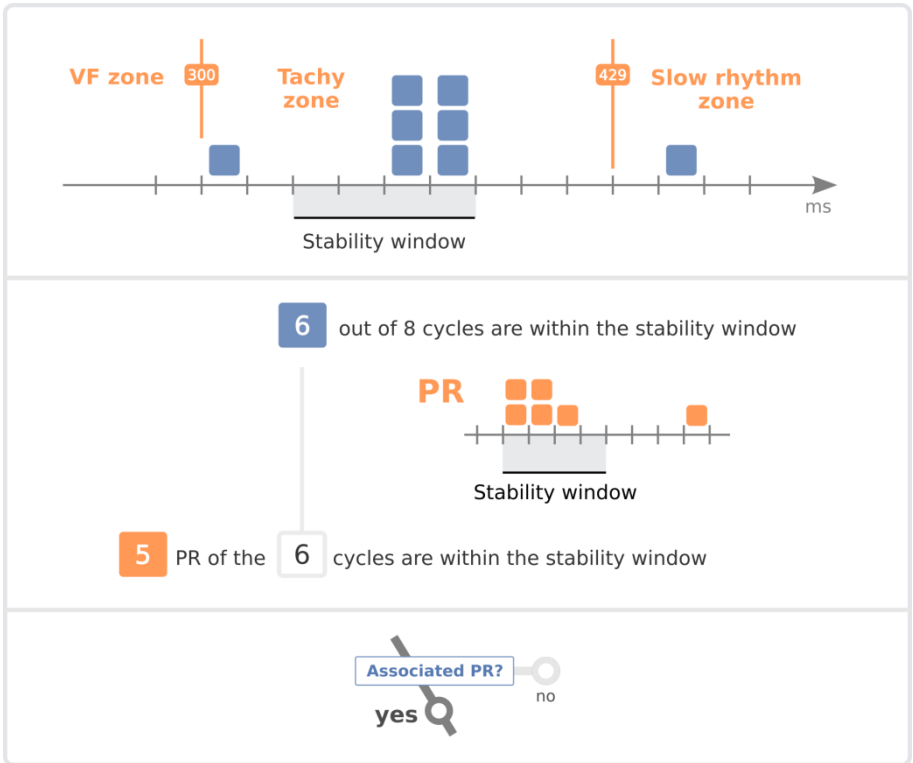 VF zone
300
Tachy
zone
429
Slow rhythm
zone
ms
Stability window
6 out of 8 cycles are within the stability window
PR
Stability window
5 PR of the 6 cycles are within the stability window
Associated PR?
no
yes